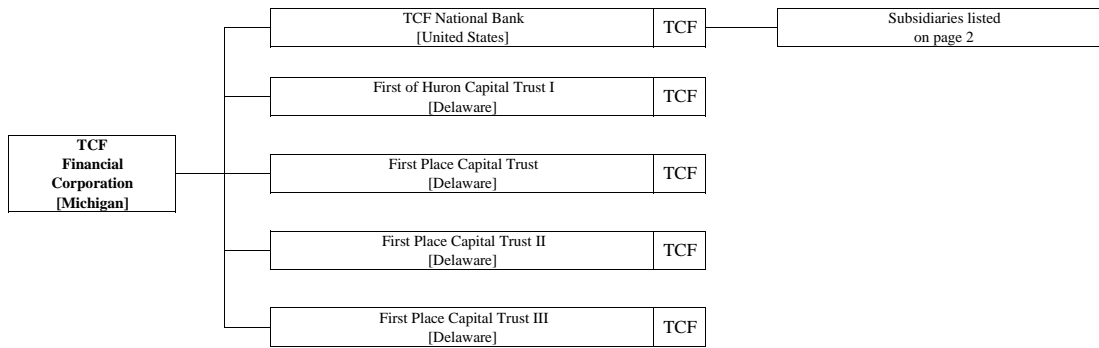 TCF National Bank
[United States]
TCF
Subsidiaries listed
on page 2
First of Huron Capital Trust I
[Delaware]
TCF
TCF
Financial
Corporation
[Michigan]
First Place Capital Trust
[Delaware]
TCF
First Place Capital Trust II
[Delaware]
TCF
First Place Capital Trust III
[Delaware]
TCF